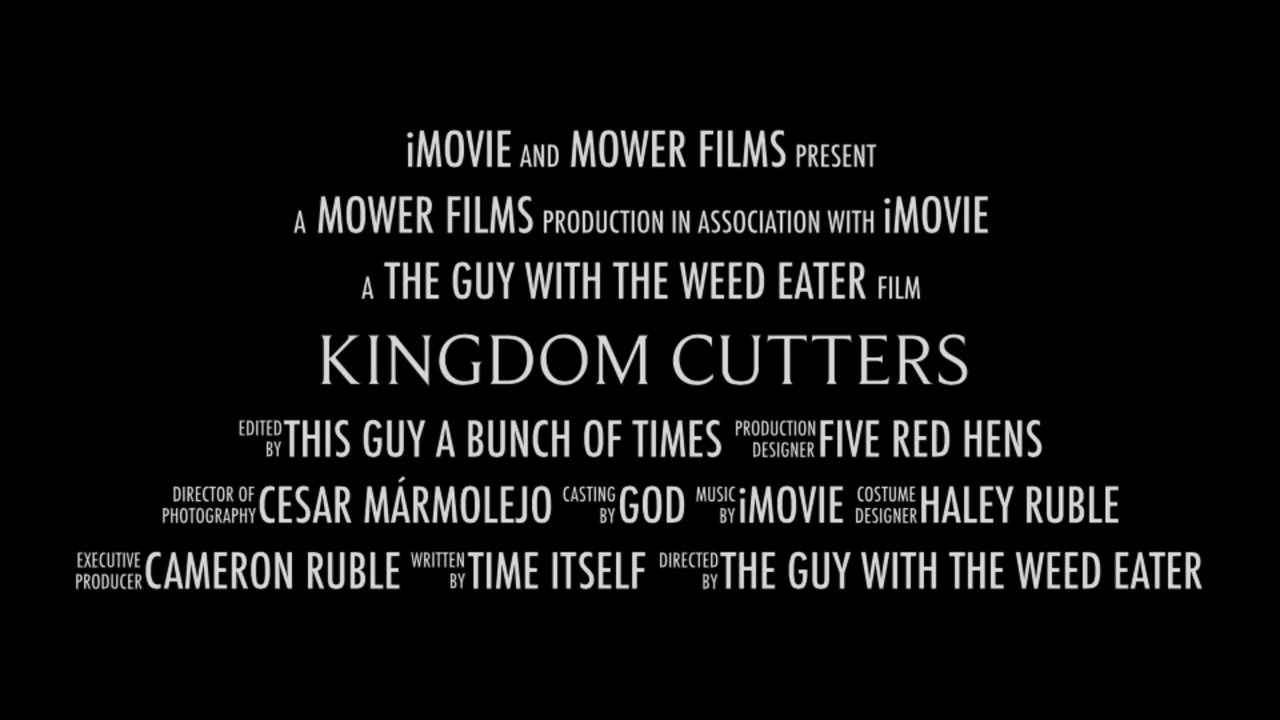 iMOVIE AND MOWER FILMS PRESENT
A MOWER FILMS PRODUCTION IN ASSOCIATION WITH iMOVIE
A THE GUY WITH THE WEED EATER FILM
KINGDOM CUTTERS
EDITED BY THIS GUY A BUNCH OF TIMES PRODUCTION DESIGNER FIVE RED HENS
DIRECTOR OF PHOTOGRAPHY CESAR MÁRMOLEJO CASTING BY GOD MUSIC BY iMOVIE COSTUME DESIGNER HALEY RUBLE
EXECUTIVE PRODUCER CAMERON RUBLE WRITTEN BY TIME ITSELF DIRECTED BY THE GUY WITH THE WEED EATER